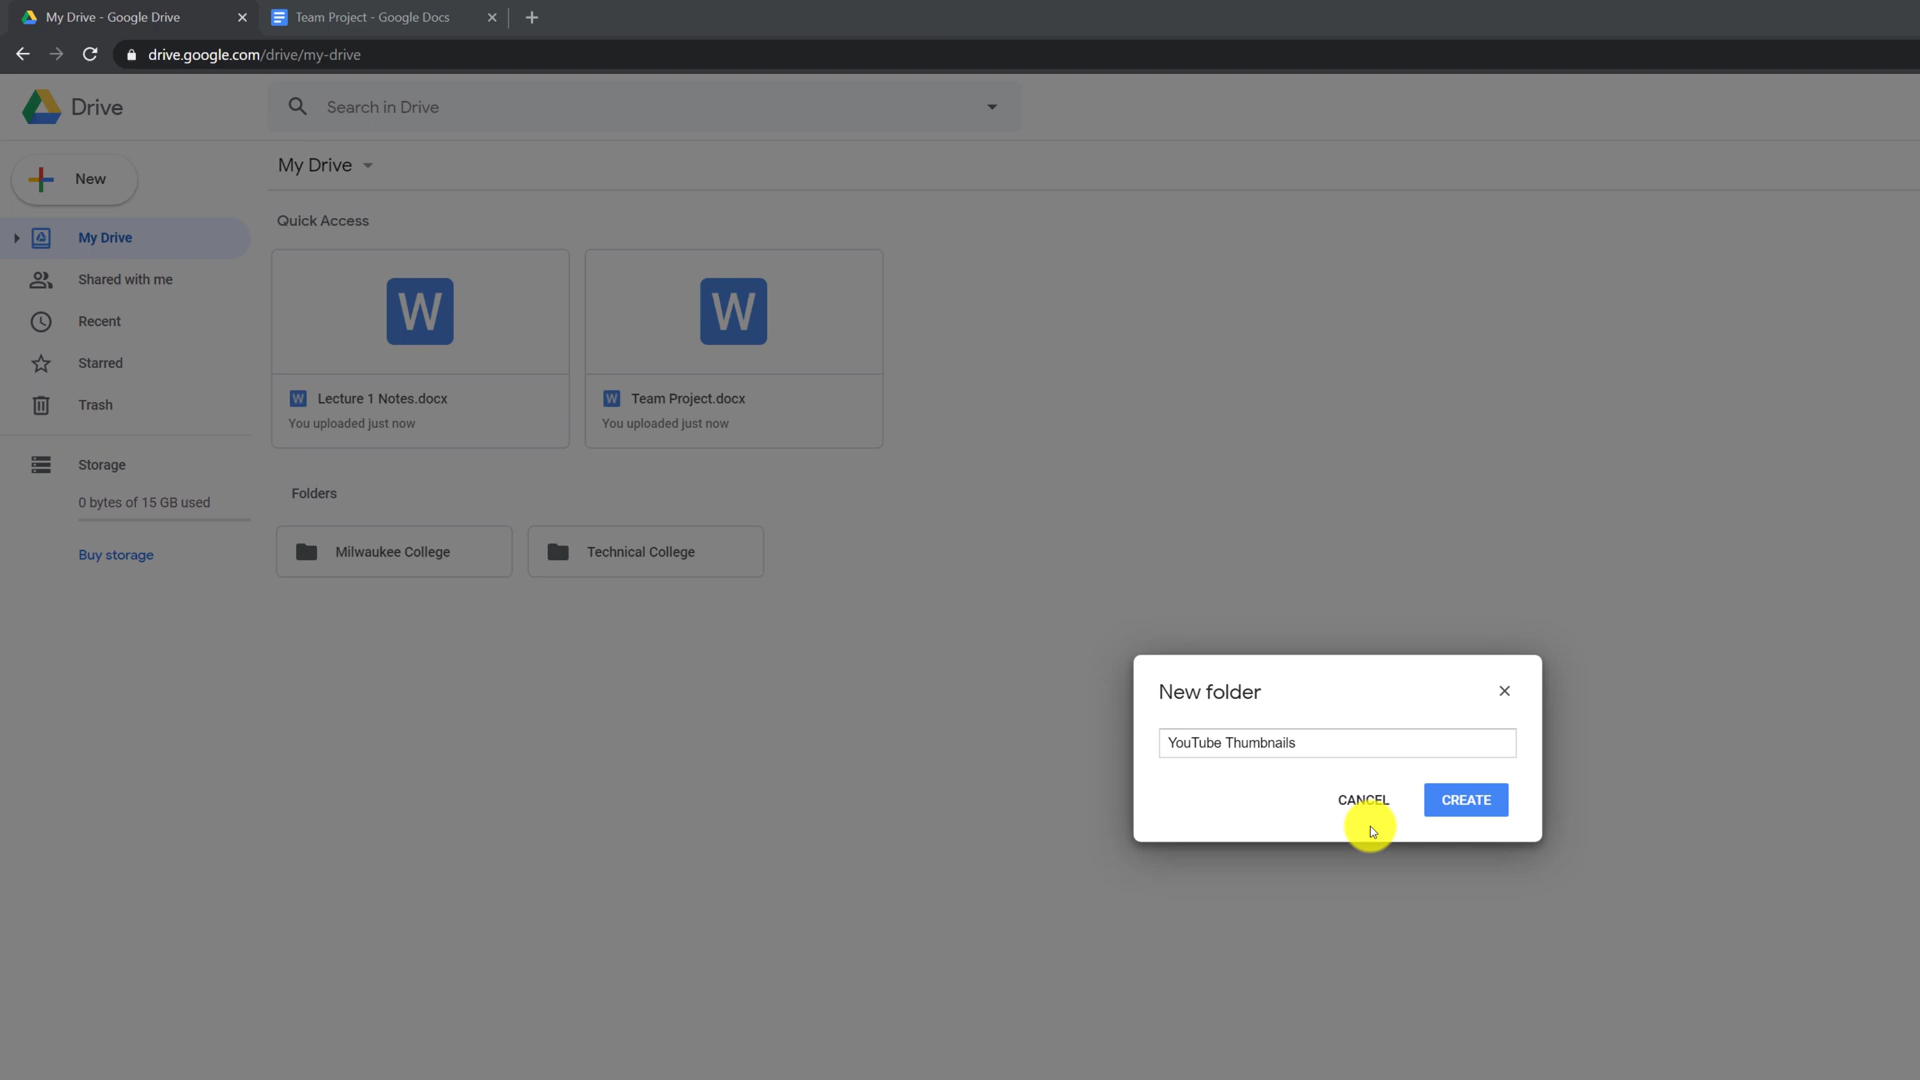 My Drive - Google Drive
Team Project - Google Docs
drive.google.com/drive/my-drive
Drive
Search in Drive
New
My Drive
My Drive
Shared with me
Recent
Starred
Trash
Storage
0 bytes of 15 GB used
Buy storage
Quick Access
W
W
W Lecture 1 Notes.docx
You uploaded just now
W Team Project.docx
You uploaded just now
Folders
Milwaukee College
Technical College
New folder
YouTube Thumbnails
CANCEL
CREATE